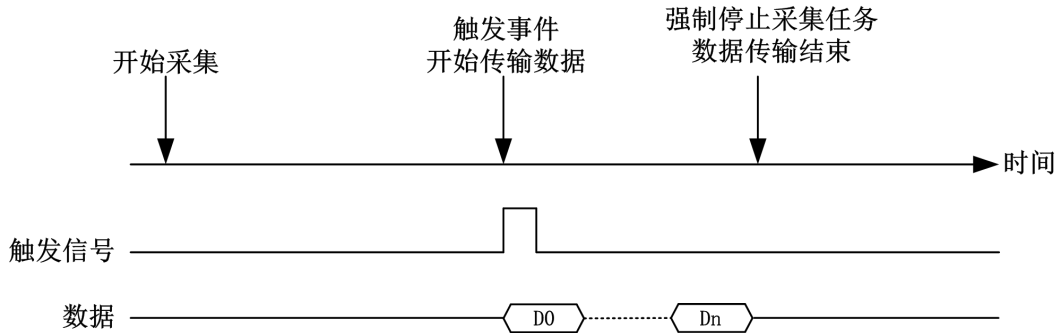 强制停止采集任务
触发事件
数据传输结束
开始采集
开始传输数据
时间
触发信号
数据
D0
Dn